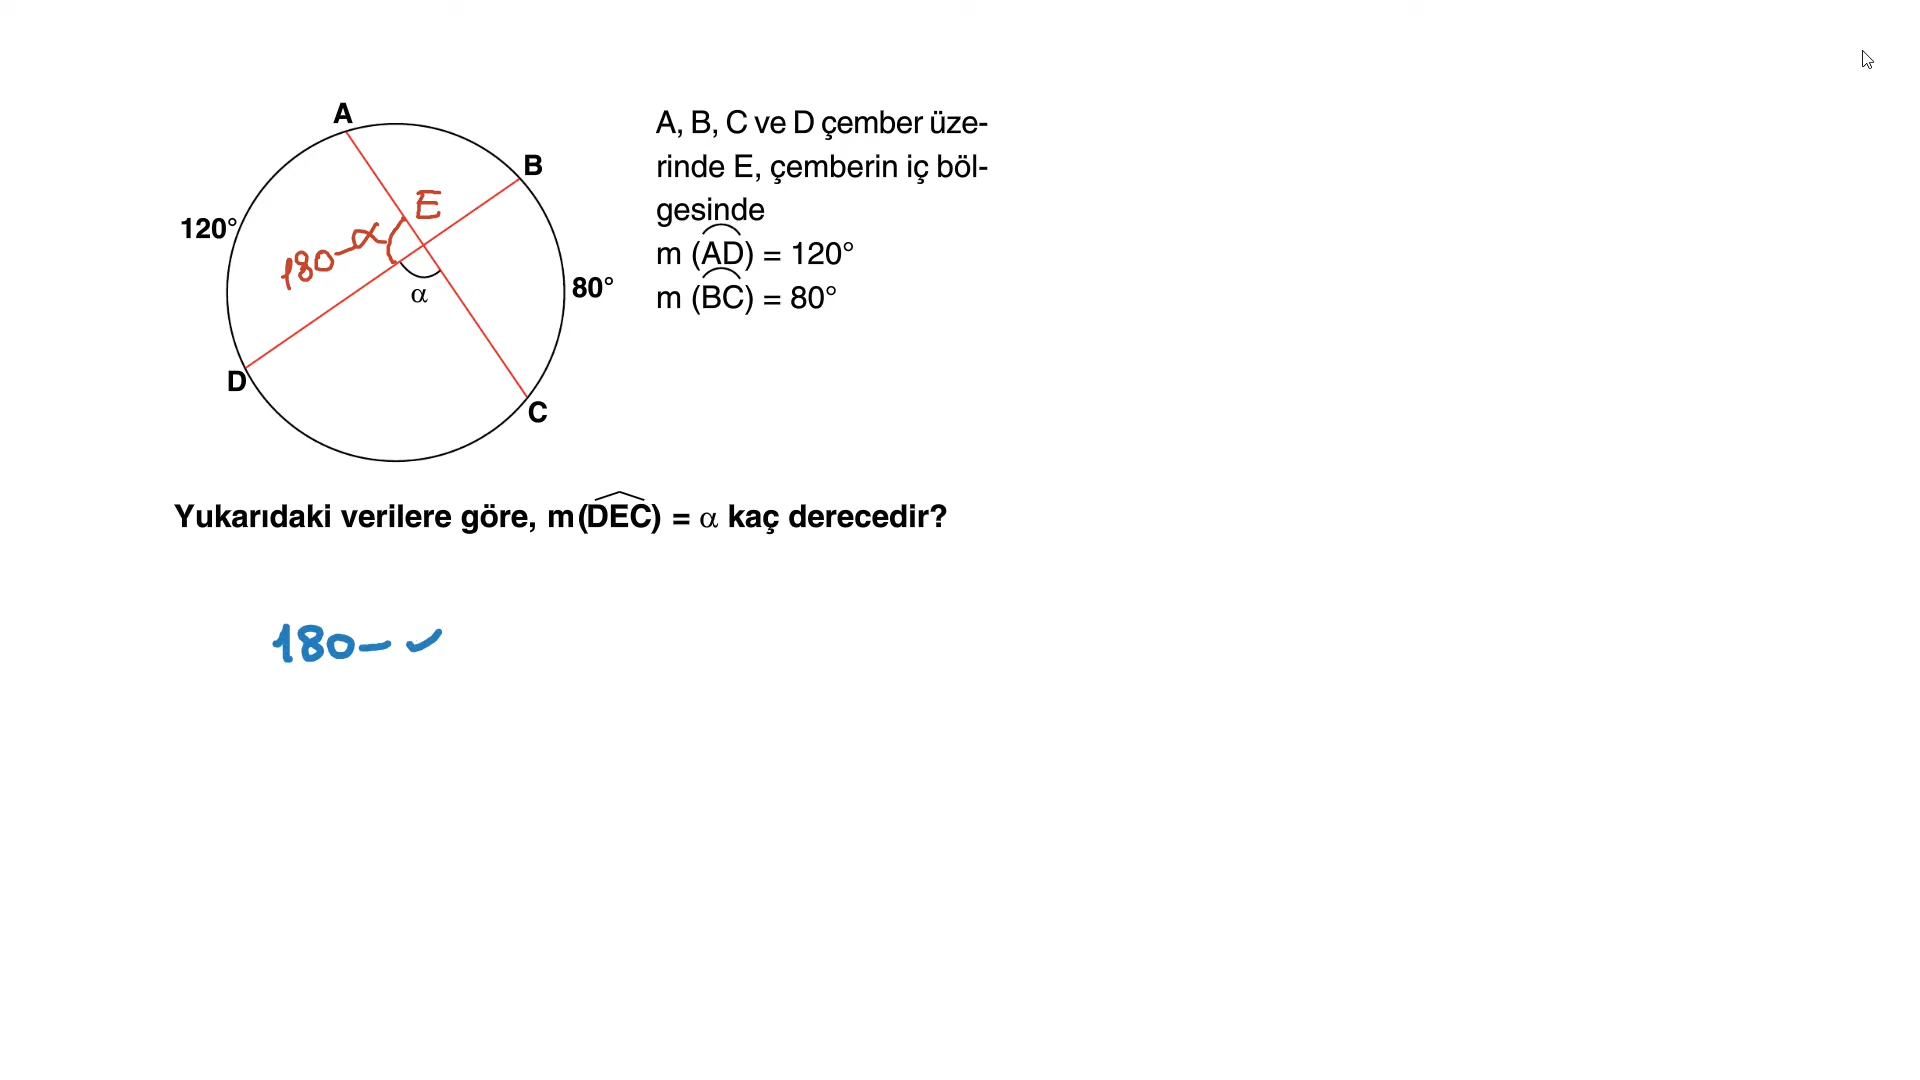 A
B
E
120°
180-α
80°
α
D
C
A, B, C ve D çember üze-
rinde E, çemberin iç böl-
gesinde
m (AD) = 120°
m (BC) = 80°
Yukarıdaki verilere göre, m(DEC) = α kaç derecedir?
180-